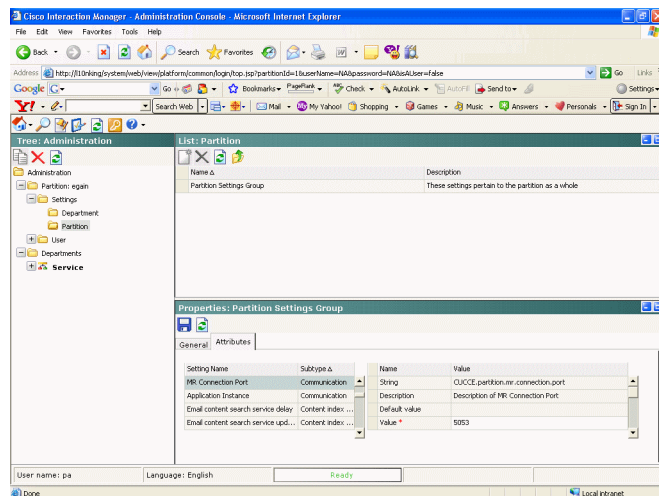 Cisco Interaction Manager - Administration Console - Microsoft Internet Explorer
File Edit View Favorites Tools Help
Back Search Favorites
Address http://l10nking/system/web/view/platform/common/login/top.jsp?partitionId=1&userName=NA&password=NA&isAUser=false Go Links
Google G Go Bookmarks PageRank Check AutoLink AutoFill Send to Settings
Y! Search Web Mail My Yahoo! Shopping Games Music Answers Personals Sign In
Tree: Administration
Administration
Partition: egain
Settings
Department
Partition
User
Departments
Service
List: Partition
Name Description
Partition Settings Group These settings pertain to the partition as a whole
Properties: Partition Settings Group
General Attributes
Setting Name Subtype Name Value
MR Connection Port Communication String CUCCE.partition.mr.connection.port
Application Instance Communication Description Description of MR Connection Port
Email content search service delay Content index ... Default value
Email content search service upd... Content index ... Value * 5053
User name: pa Language: English Ready
Done Local intranet